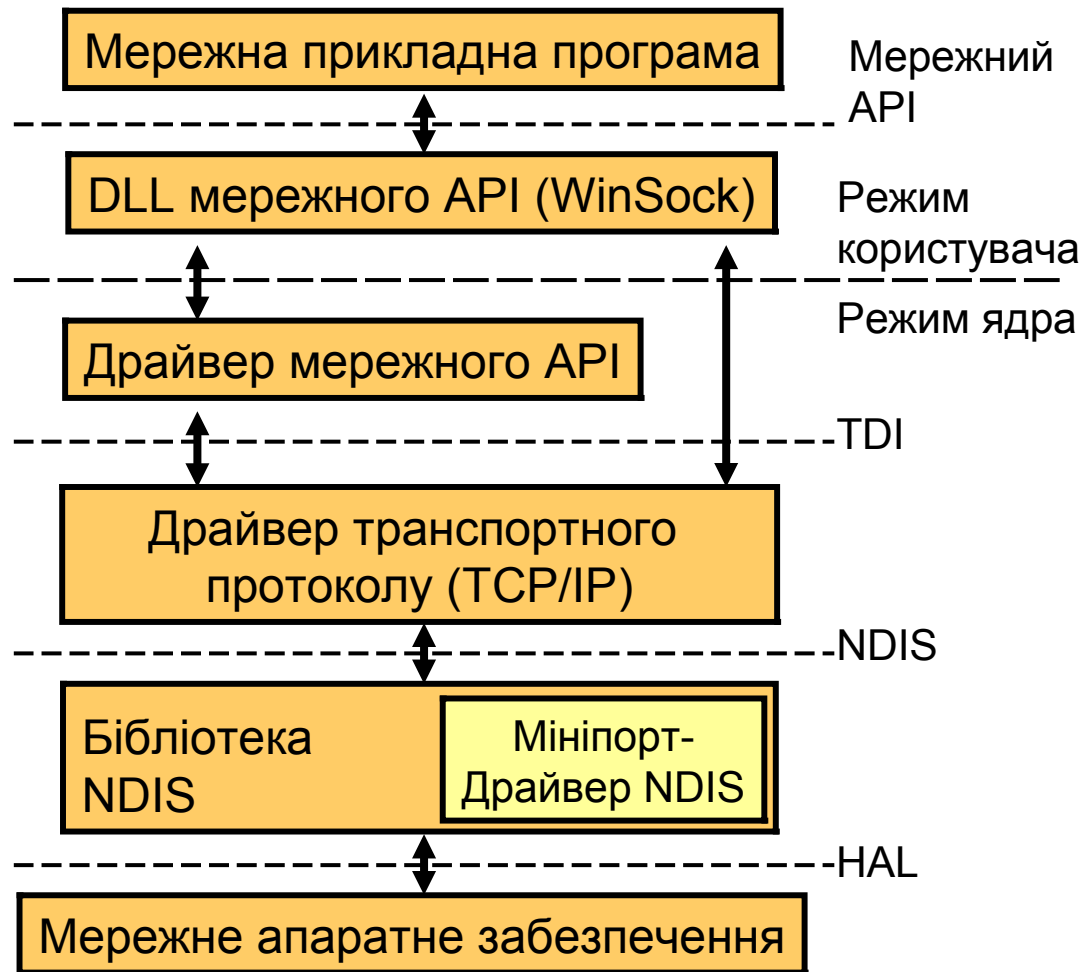 Мережна прикладна програма
Мережний
API
DLL мережного API (WinSock)
Режим
користувача
Режим ядра
Драйвер мережного API
TDI
Драйвер транспортного
протоколу (TCP/IP)
NDIS
Бібліотека
NDIS
Мініпорт-
Драйвер NDIS
HAL
Мережне апаратне забезпечення